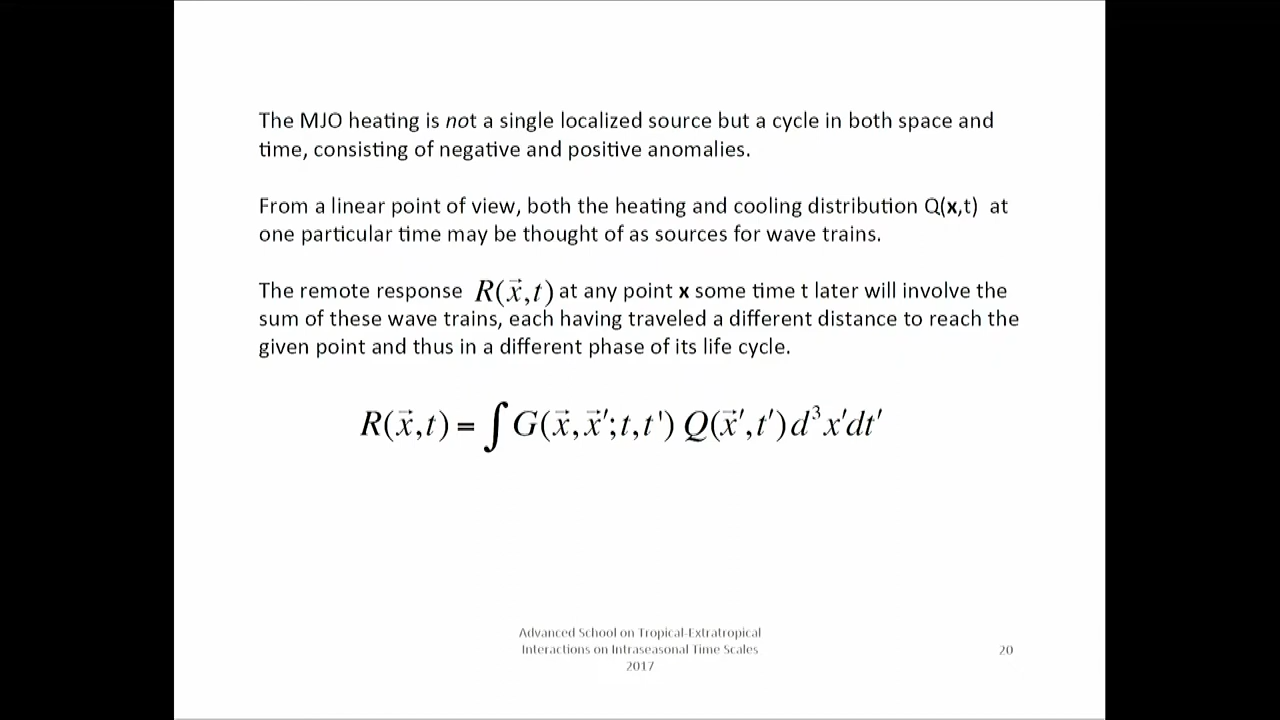 The MJO heating is not a single localized source but a cycle in both space and
time, consisting of negative and positive anomalies.
From a linear point of view, both the heating and cooling distribution Q(x,t) at
one particular time may be thought of as sources for wave trains.
The remote response R(x⃗,t) at any point x some time t later will involve the
sum of these wave trains, each having traveled a different distance to reach the
given point and thus in a different phase of its life cycle.
R(x⃗,t) = ∫ G(x⃗,x⃗′;t,t') Q(x⃗′,t′)d³x′dt′
Advanced School on Tropical-Extratropical
Interactions on Intraseasonal Time Scales
2017
20